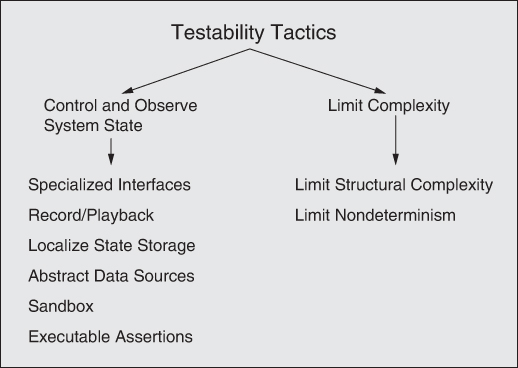 Testability Tactics
Control and Observe
System State
Specialized Interfaces
Record/Playback
Localize State Storage
Abstract Data Sources
Sandbox
Executable Assertions
Limit Complexity
Limit Structural Complexity
Limit Nondeterminism